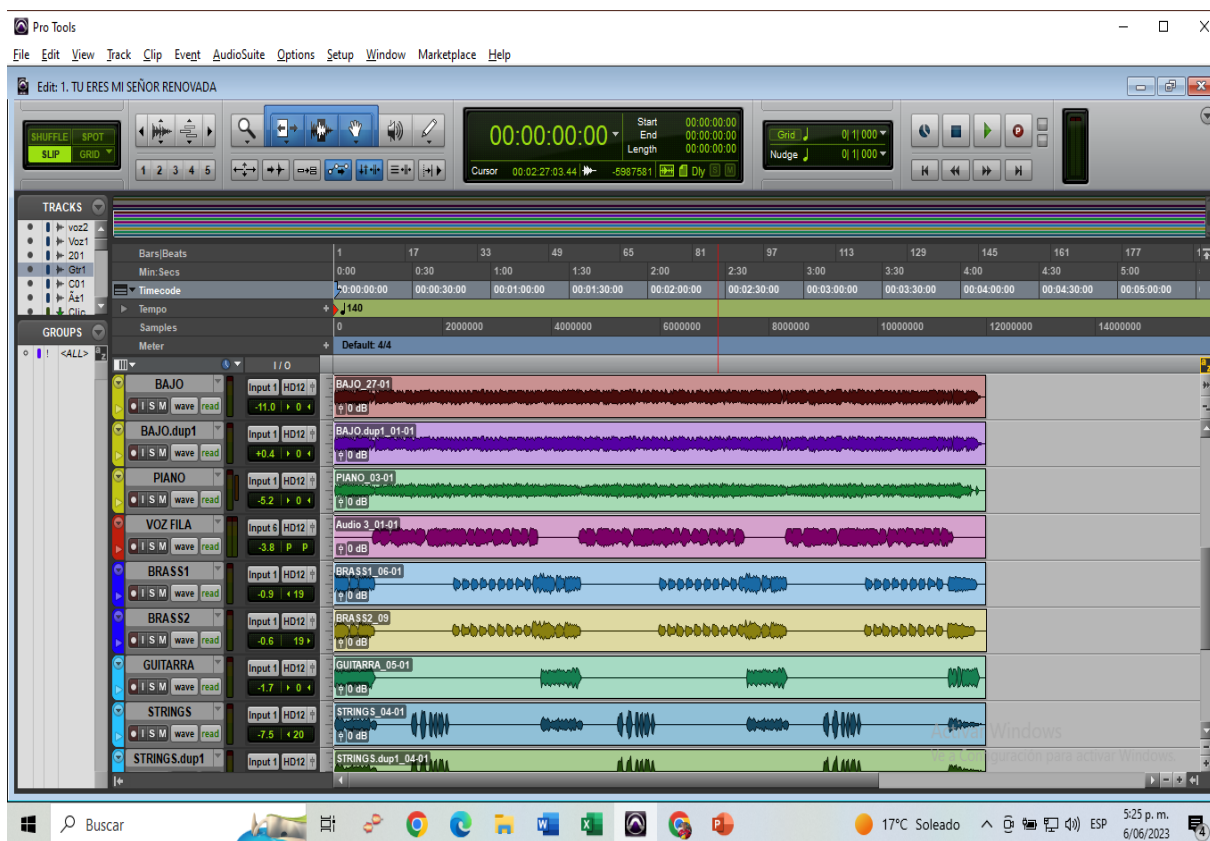 Pro Tools
File Edit View Track Clip Event AudioSuite Options Setup Window Marketplace Help
Edit: 1. TU ERES MI SEÑOR RENOVADA
SHUFFLE SPOT
SLIP GRID
1 2 3 4 5
00:00:00:00
Start 00:00:00:00
End 00:00:00:00
Length 00:00:00:00
Cursor 00:02:27:03.44 -5987581 Dly S M
Grid 0| 1| 000
Nudge 0| 1| 000
TRACKS
voz2
Voz1
201
Gtr1
C01
Ã±1
Clip
GROUPS
! <ALL>
Bars|Beats 1 17 33 49 65 81 97 113 129 145 161 177
Min:Secs 0:00 0:30 1:00 1:30 2:00 2:30 3:00 3:30 4:00 4:30 5:00
Timecode 00:00:00:00 00:00:30:00 00:01:00:00 00:01:30:00 00:02:00:00 00:02:30:00 00:03:00:00 00:03:30:00 00:04:00:00 00:04:30:00 00:05:00:00
Tempo 140
Samples 0 2000000 4000000 6000000 8000000 10000000 12000000 14000000
Meter Default: 4/4
I / O
BAJO Input 1 HD12 BAJO_27-01
I S M wave read -11.0 0 0 dB
BAJO.dup1 Input 1 HD12 BAJO.dup1_01-01
I S M wave read +0.4 0 0 dB
PIANO Input 1 HD12 PIANO_03-01
I S M wave read -5.2 0 0 dB
VOZ FILA Input 6 HD12 Audio 3_01-01
I S M wave read -3.8 P P 0 dB
BRASS1 Input 1 HD12 BRASS1_06-01
I S M wave read -0.9 19 0 dB
BRASS2 Input 1 HD12 BRASS2_09
I S M wave read -0.6 19 0 dB
GUITARRA Input 1 HD12 GUITARRA_05-01
I S M wave read -1.7 0 0 dB
STRINGS Input 1 HD12 STRINGS_04-01
I S M wave read -7.5 20 0 dB
STRINGS.dup1 Input 1 HD12 STRINGS.dup1_04-01
Activar Windows
Ve a Configuración para activar Windows.
Buscar
17°C Soleado
ESP
5:25 p. m.
6/06/2023
4